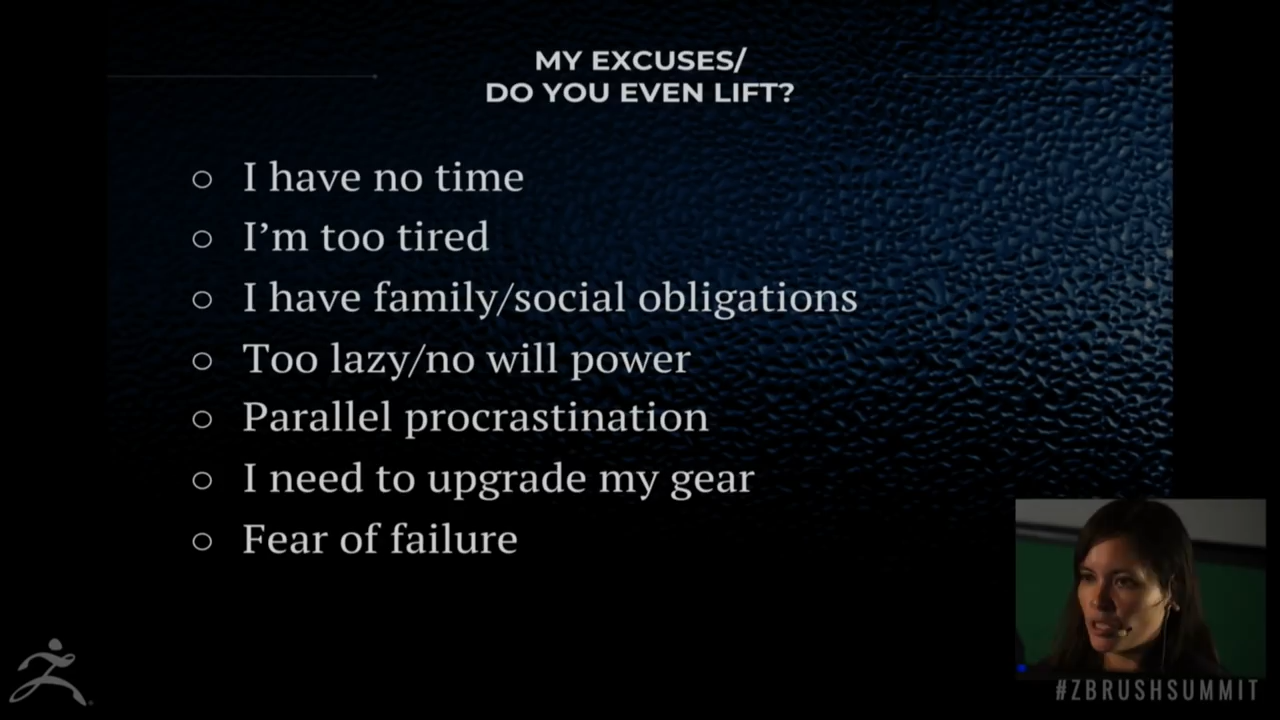 MY EXCUSES/
DO YOU EVEN LIFT?
○ I have no time
○ I’m too tired
○ I have family/social obligations
○ Too lazy/no will power
○ Parallel procrastination
○ I need to upgrade my gear
○ Fear of failure
#ZBRUSHSUMMIT